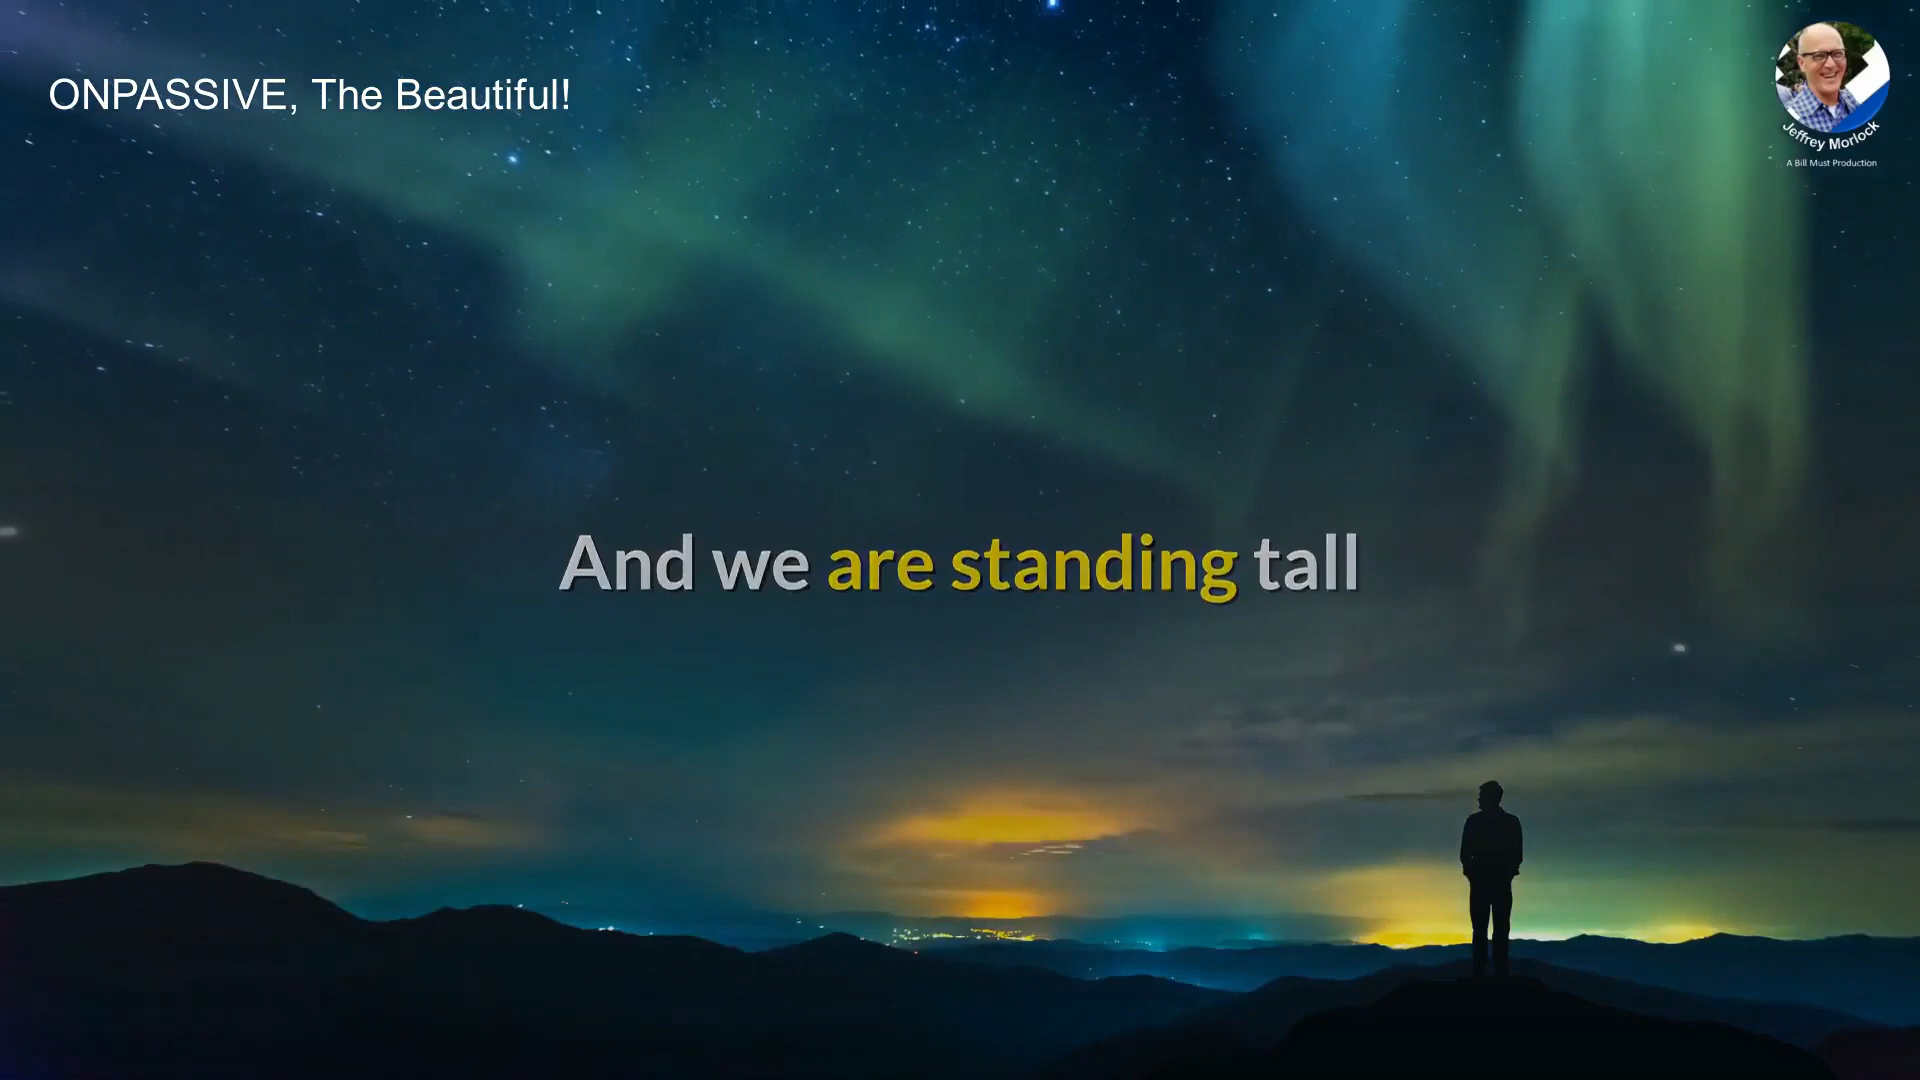 ONPASSIVE, The Beautiful!
Jeffrey Morlock
A Bill Must Production
And we are standing tall